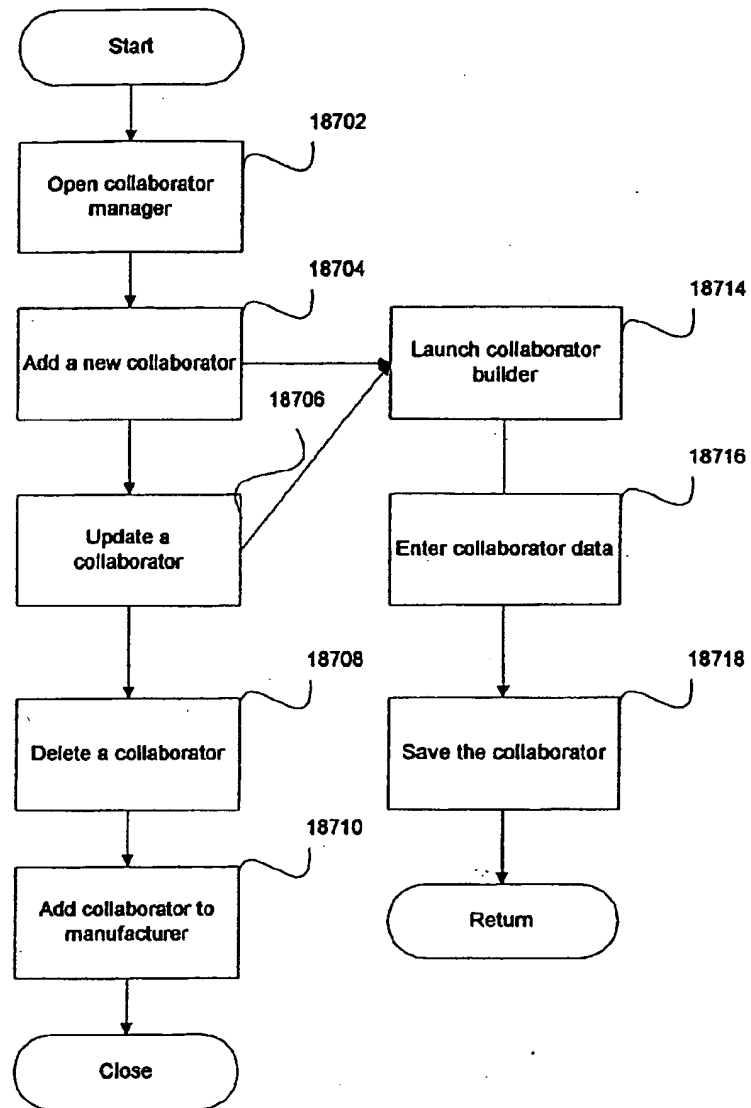 Start
18702
Open collaborator
manager
18704
Add a new collaborator
18714
Launch collaborator
builder
18706
Update a
collaborator
18716
Enter collaborator data
18708
Delete a collaborator
18718
Save the collaborator
18710
Add collaborator to
manufacturer
Return
Close